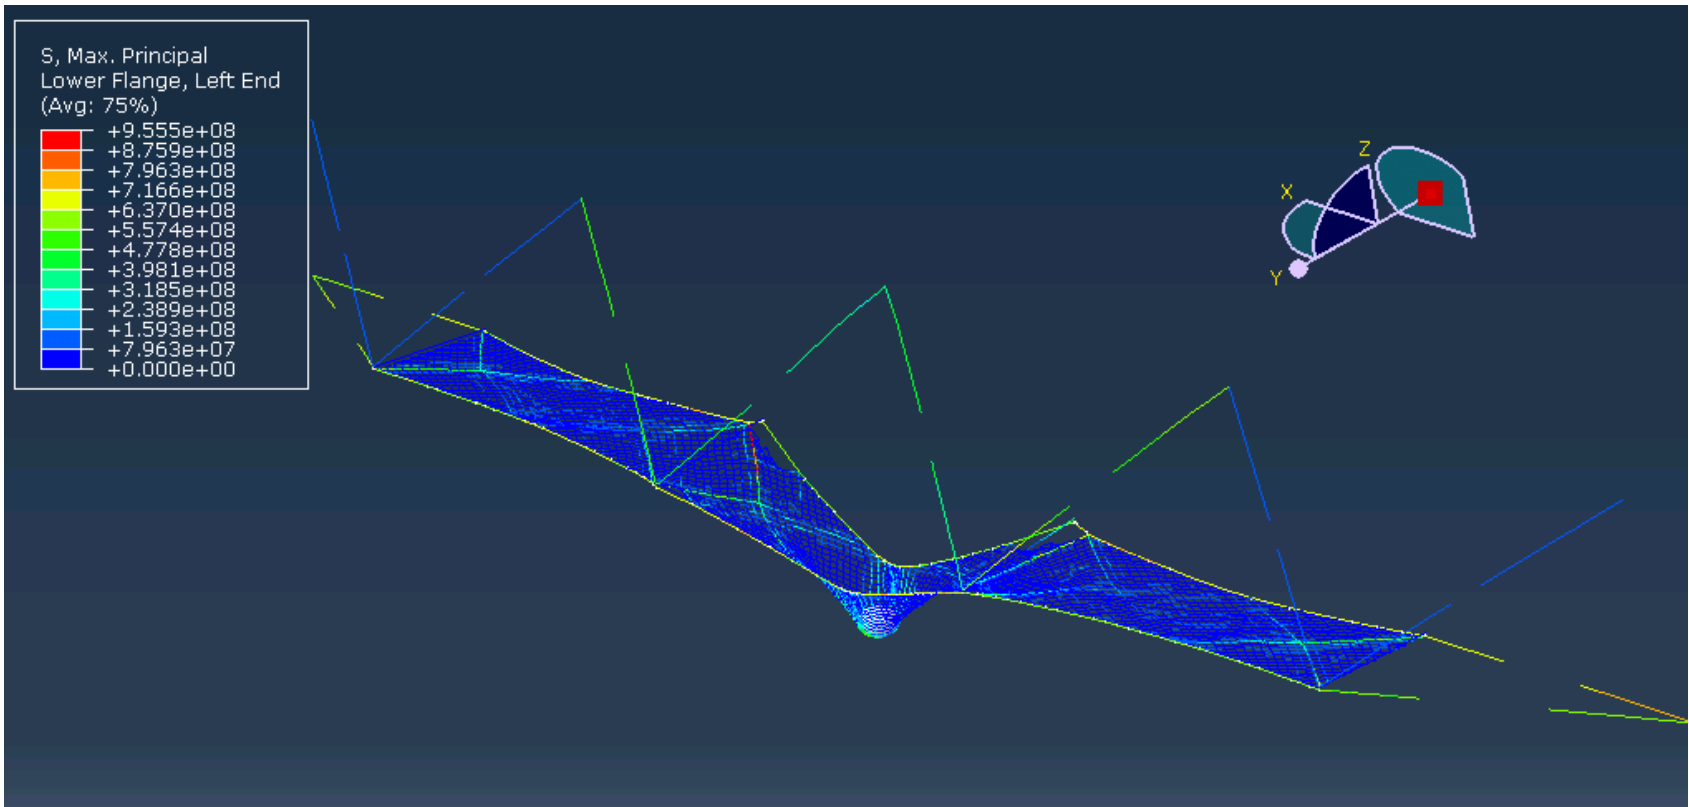 S, Max. Principal
Lower Flange, Left End
(Avg: 75%)
+9.555e+08
+8.759e+08
+7.963e+08
+7.166e+08
+6.370e+08
+5.574e+08
+4.778e+08
+3.981e+08
+3.185e+08
+2.389e+08
+1.593e+08
+7.963e+07
+0.000e+00
Z
X
Y